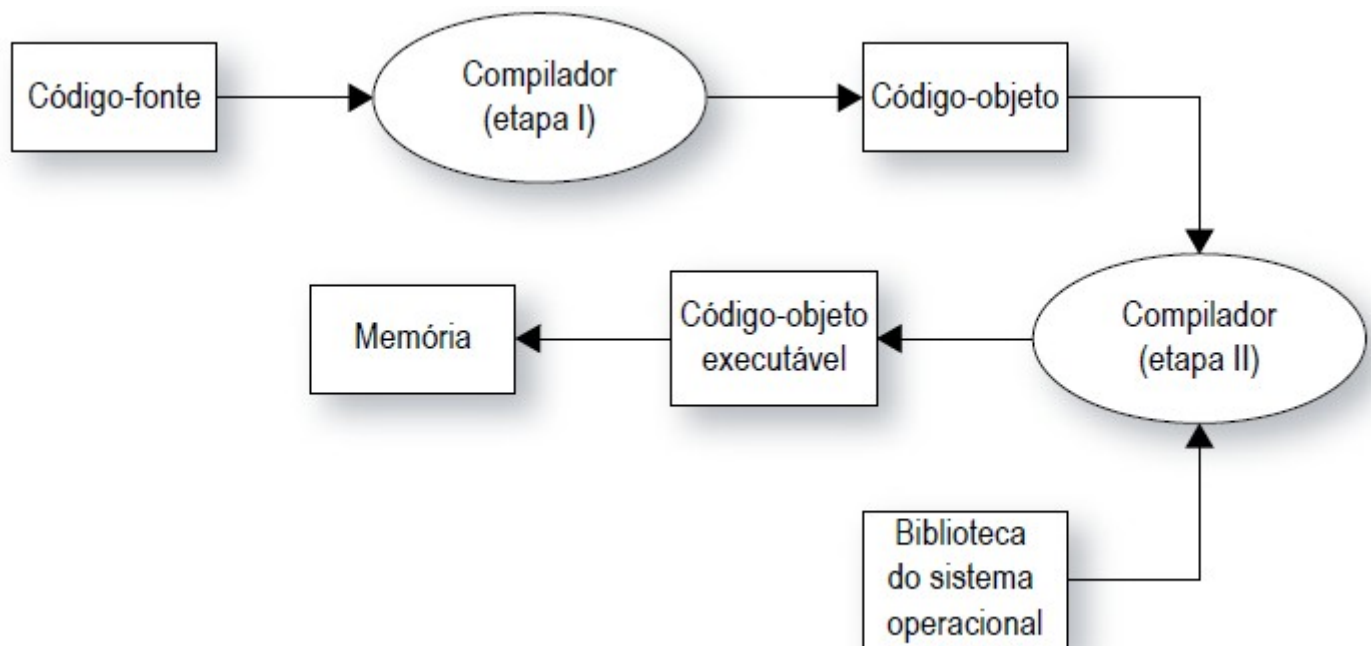 Código-fonte
Compilador
(etapa I)
Código-objeto
Memória
Código-objeto
executável
Compilador
(etapa II)
Biblioteca
do sistema
operacional